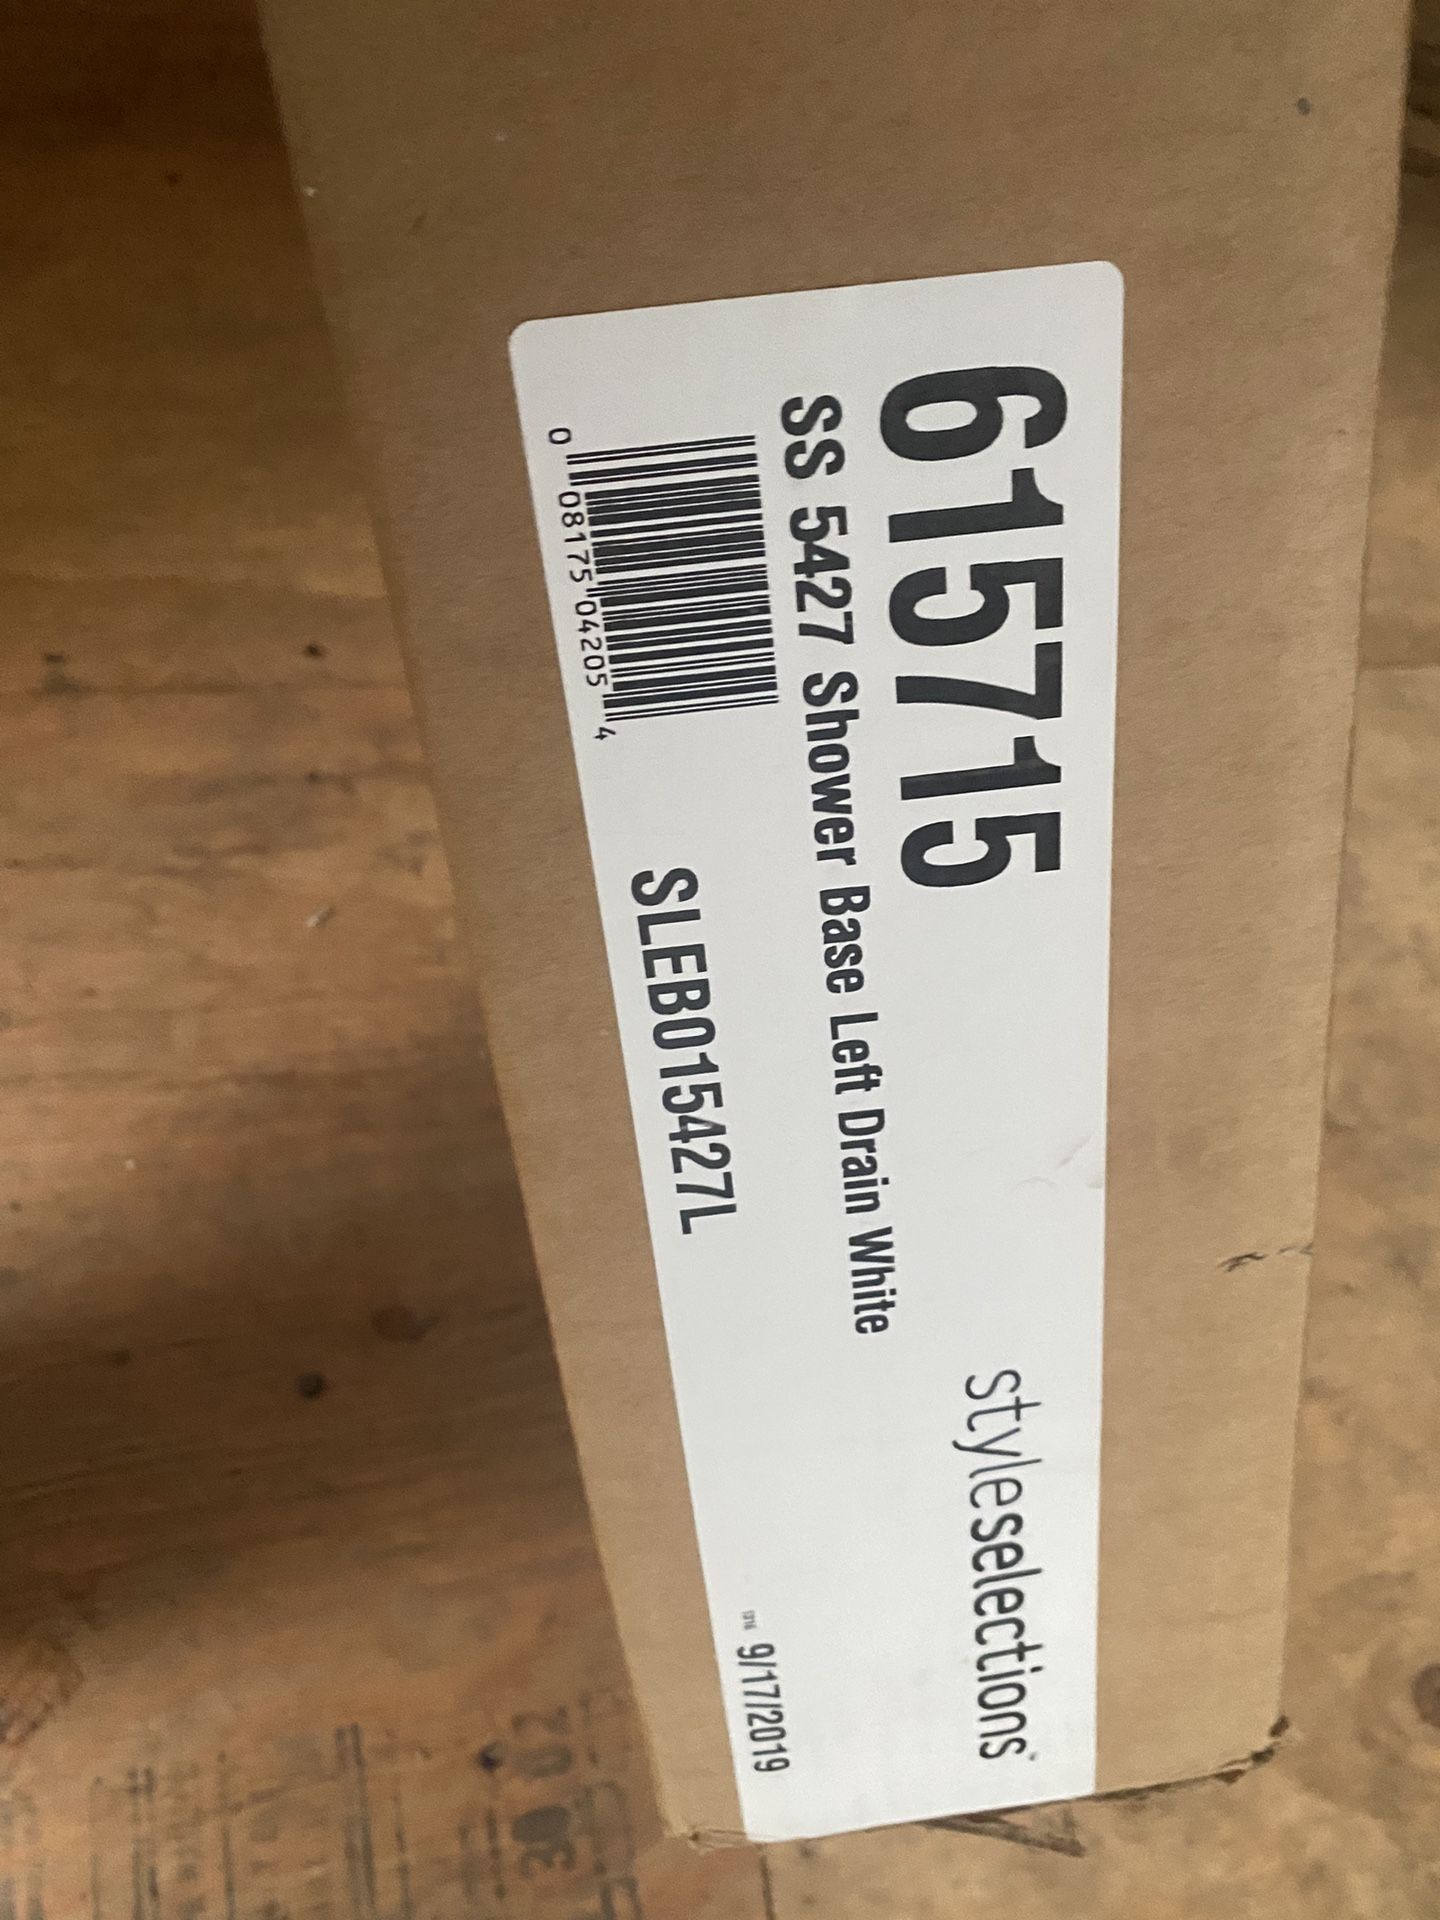 615715
styleselections
SS 5427 Shower Base Left Drain White
0 08175 04205 4
SLEB015427L
9/17/2019